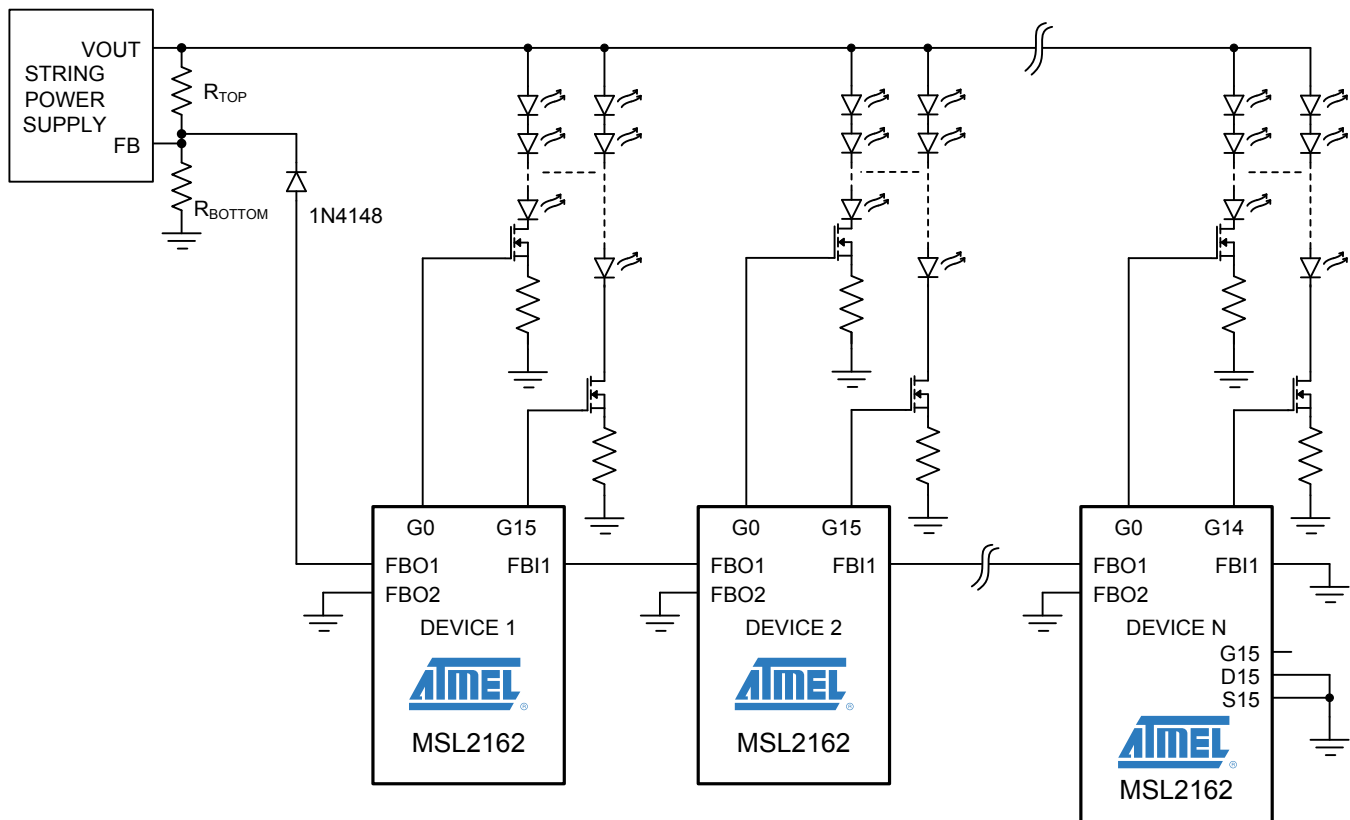 VOUT
STRING
POWER
SUPPLY
FB
RTOP
RBOTTOM
1N4148
G0 G15
FBO1 FBI1
FBO2
DEVICE 1
ATMEL ®
MSL2162
G0 G15
FBO1 FBI1
FBO2
DEVICE 2
ATMEL ®
MSL2162
G0 G14
FBO1 FBI1
FBO2
DEVICE N
G15
D15
S15
ATMEL ®
MSL2162